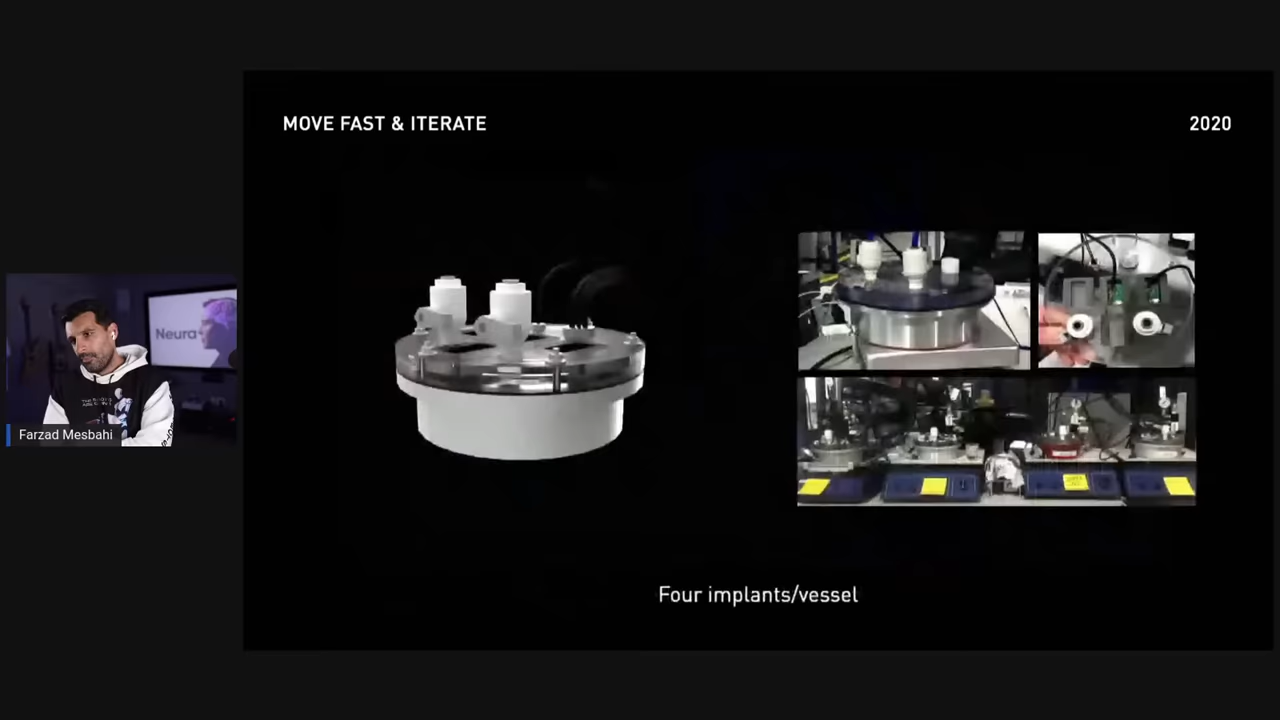 MOVE FAST & ITERATE
2020
Neura
Farzad Mesbahi
Four implants/vessel